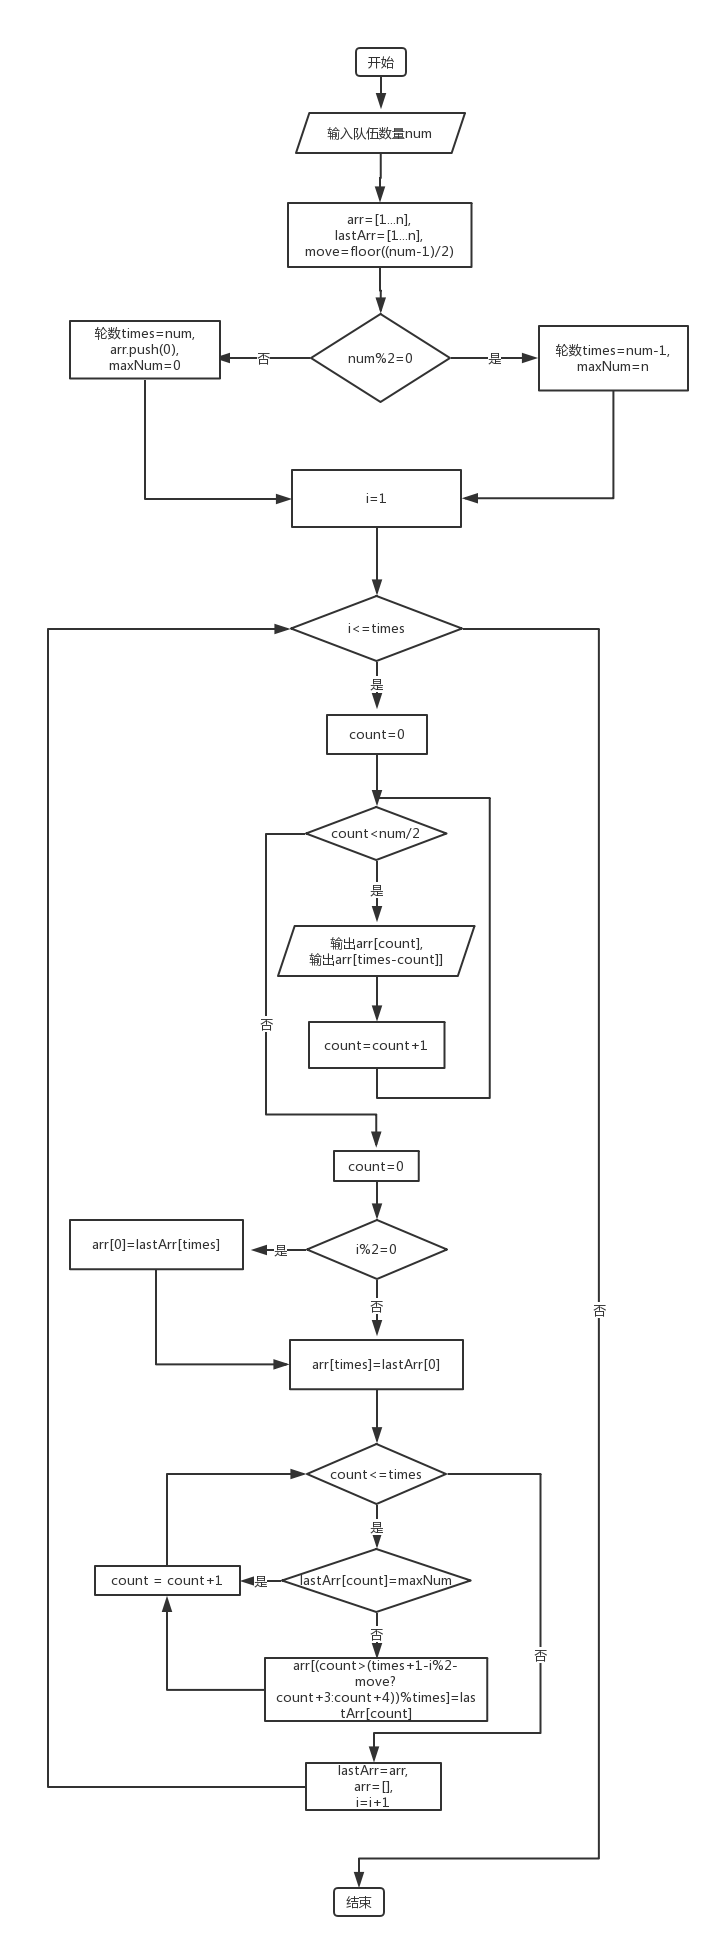 开始
输入队伍数量num
arr=[1...n],
lastArr=[1...n],
move=floor((num-1)/2)
轮数times=num,
arr.push(0),
maxNum=0
否
num%2=0
是
轮数times=num-1,
maxNum=n
i=1
i<=times
是
count=0
count<num/2
是
输出arr[count],
输出arr[times-count]]
否
count=count+1
count=0
arr[0]=lastArr[times]
是
i%2=0
否
否
arr[times]=lastArr[0]
count<=times
是
count = count+1
是
lastArr[count]=maxNum
否
否
arr[(count>(times+1-i%2-
move?
count+3:count+4))%times]=las
tArr[count]
lastArr=arr,
arr=[],
i=i+1
结束